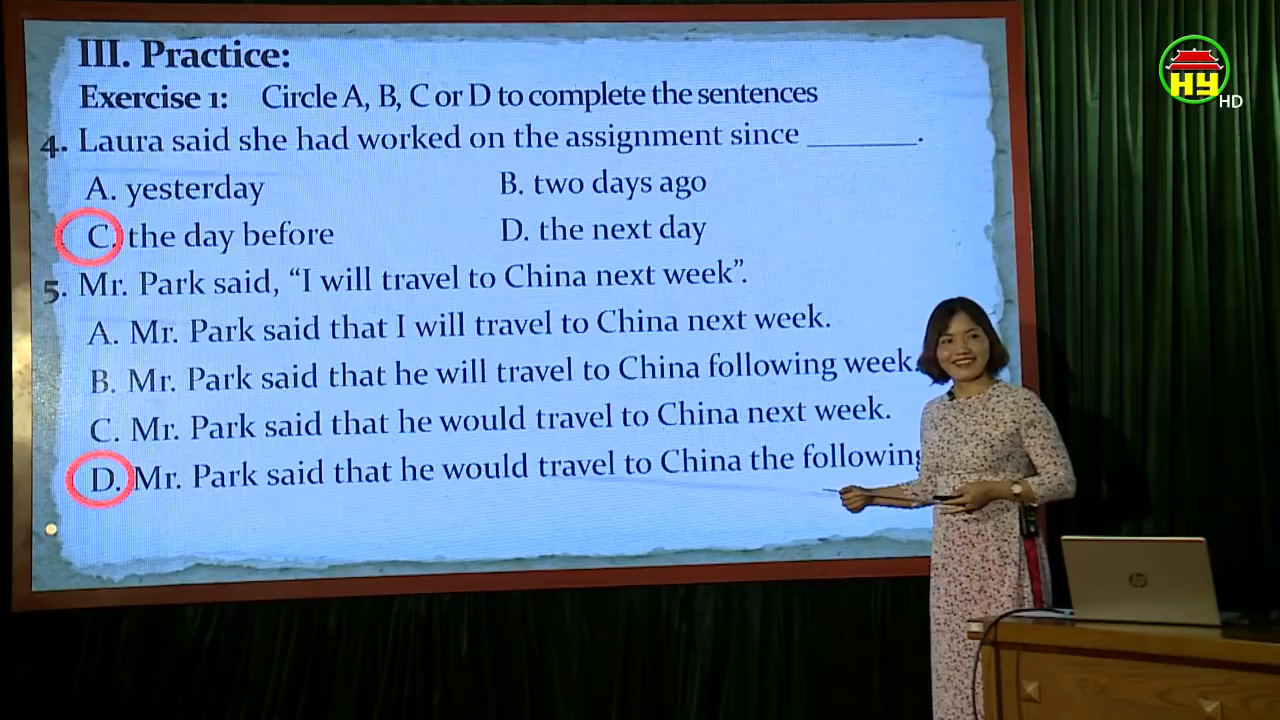 III. Practice:
Exercise 1: Circle A, B, C or D to complete the sentences
4. Laura said she had worked on the assignment since ________.
A. yesterday B. two days ago
C. the day before D. the next day
5. Mr. Park said, “I will travel to China next week”.
A. Mr. Park said that I will travel to China next week.
B. Mr. Park said that he will travel to China following week.
C. Mr. Park said that he would travel to China next week.
D. Mr. Park said that he would travel to China the following
HY
HD
hp